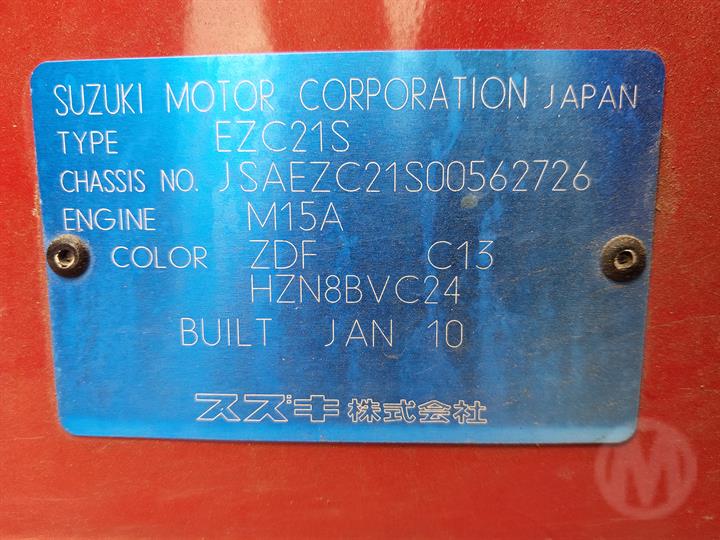 SUZUKI MOTOR CORPORATION JAPAN
TYPE EZC21S
CHASSIS NO. JSAEZC21S00562726
ENGINE M15A
COLOR ZDF C13
HZN8BVC24
BUILT JAN 10
スズキ株式会社
M